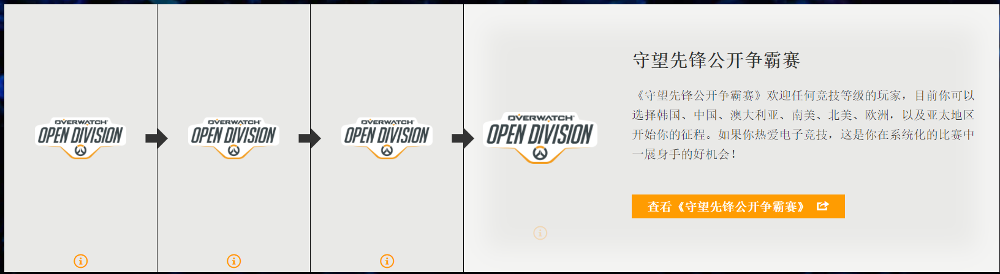 OVERWATCH
OPEN DIVISION
OVERWATCH
OPEN DIVISION
OVERWATCH
OPEN DIVISION
OVERWATCH
OPEN DIVISION
守望先锋公开争霸赛
《守望先锋公开争霸赛》欢迎任何竞技等级的玩家，目前你可以
选择韩国、中国、澳大利亚、南美、北美、欧洲，以及亚太地区
开始你的征程。如果你热爱电子竞技，这是你在系统化的比赛中
一展身手的好机会！
查看《守望先锋公开争霸赛》